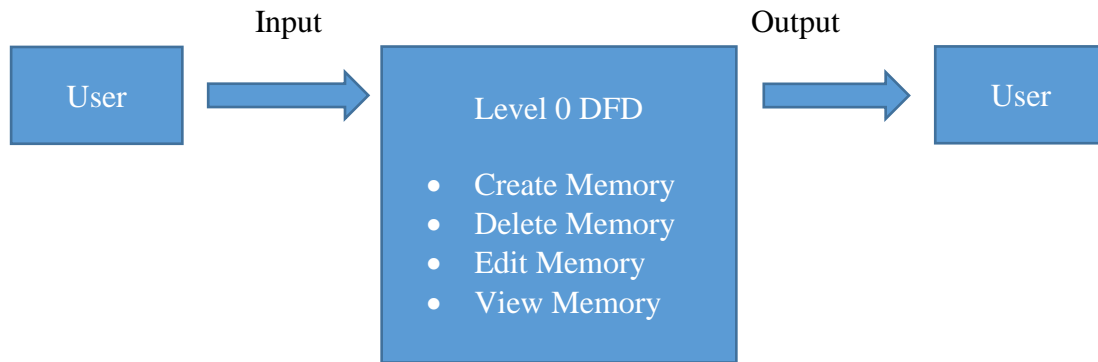 Input
Output
User
Level 0 DFD
• Create Memory
• Delete Memory
• Edit Memory
• View Memory
User